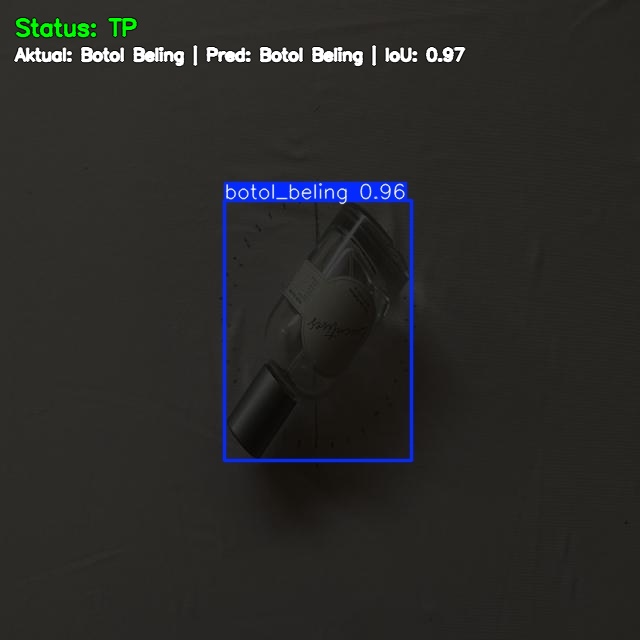 Status: TP
Aktual: Botol Beling | Pred: Botol Beling | IoU: 0.97
botol_beling 0.96